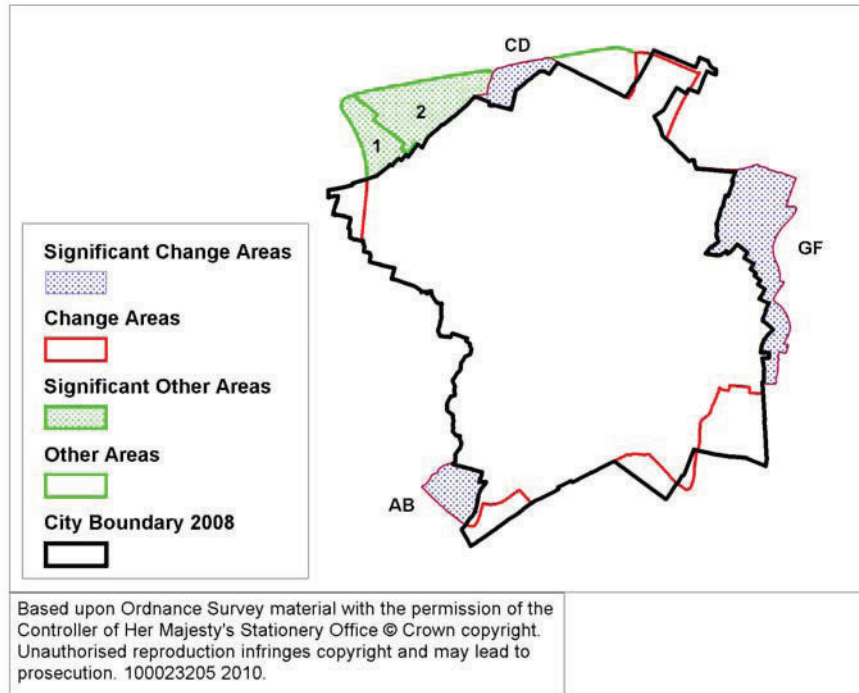 CD
2
1
GF
AB
Significant Change Areas
Change Areas
Significant Other Areas
Other Areas
City Boundary 2008
Based upon Ordnance Survey material with the permission of the
Controller of Her Majesty's Stationery Office © Crown copyright.
Unauthorised reproduction infringes copyright and may lead to
prosecution. 100023205 2010.